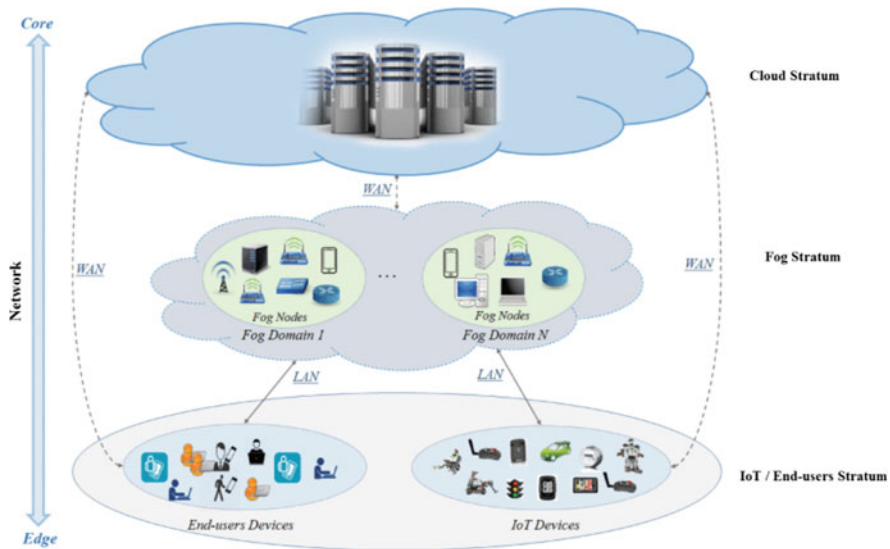 Core
Cloud Stratum
WAN
Network
WAN
WAN
Fog Stratum
...
Fog Nodes
Fog Domain 1
Fog Nodes
Fog Domain N
LAN
LAN
IoT / End-users Stratum
End-users Devices
IoT Devices
Edge